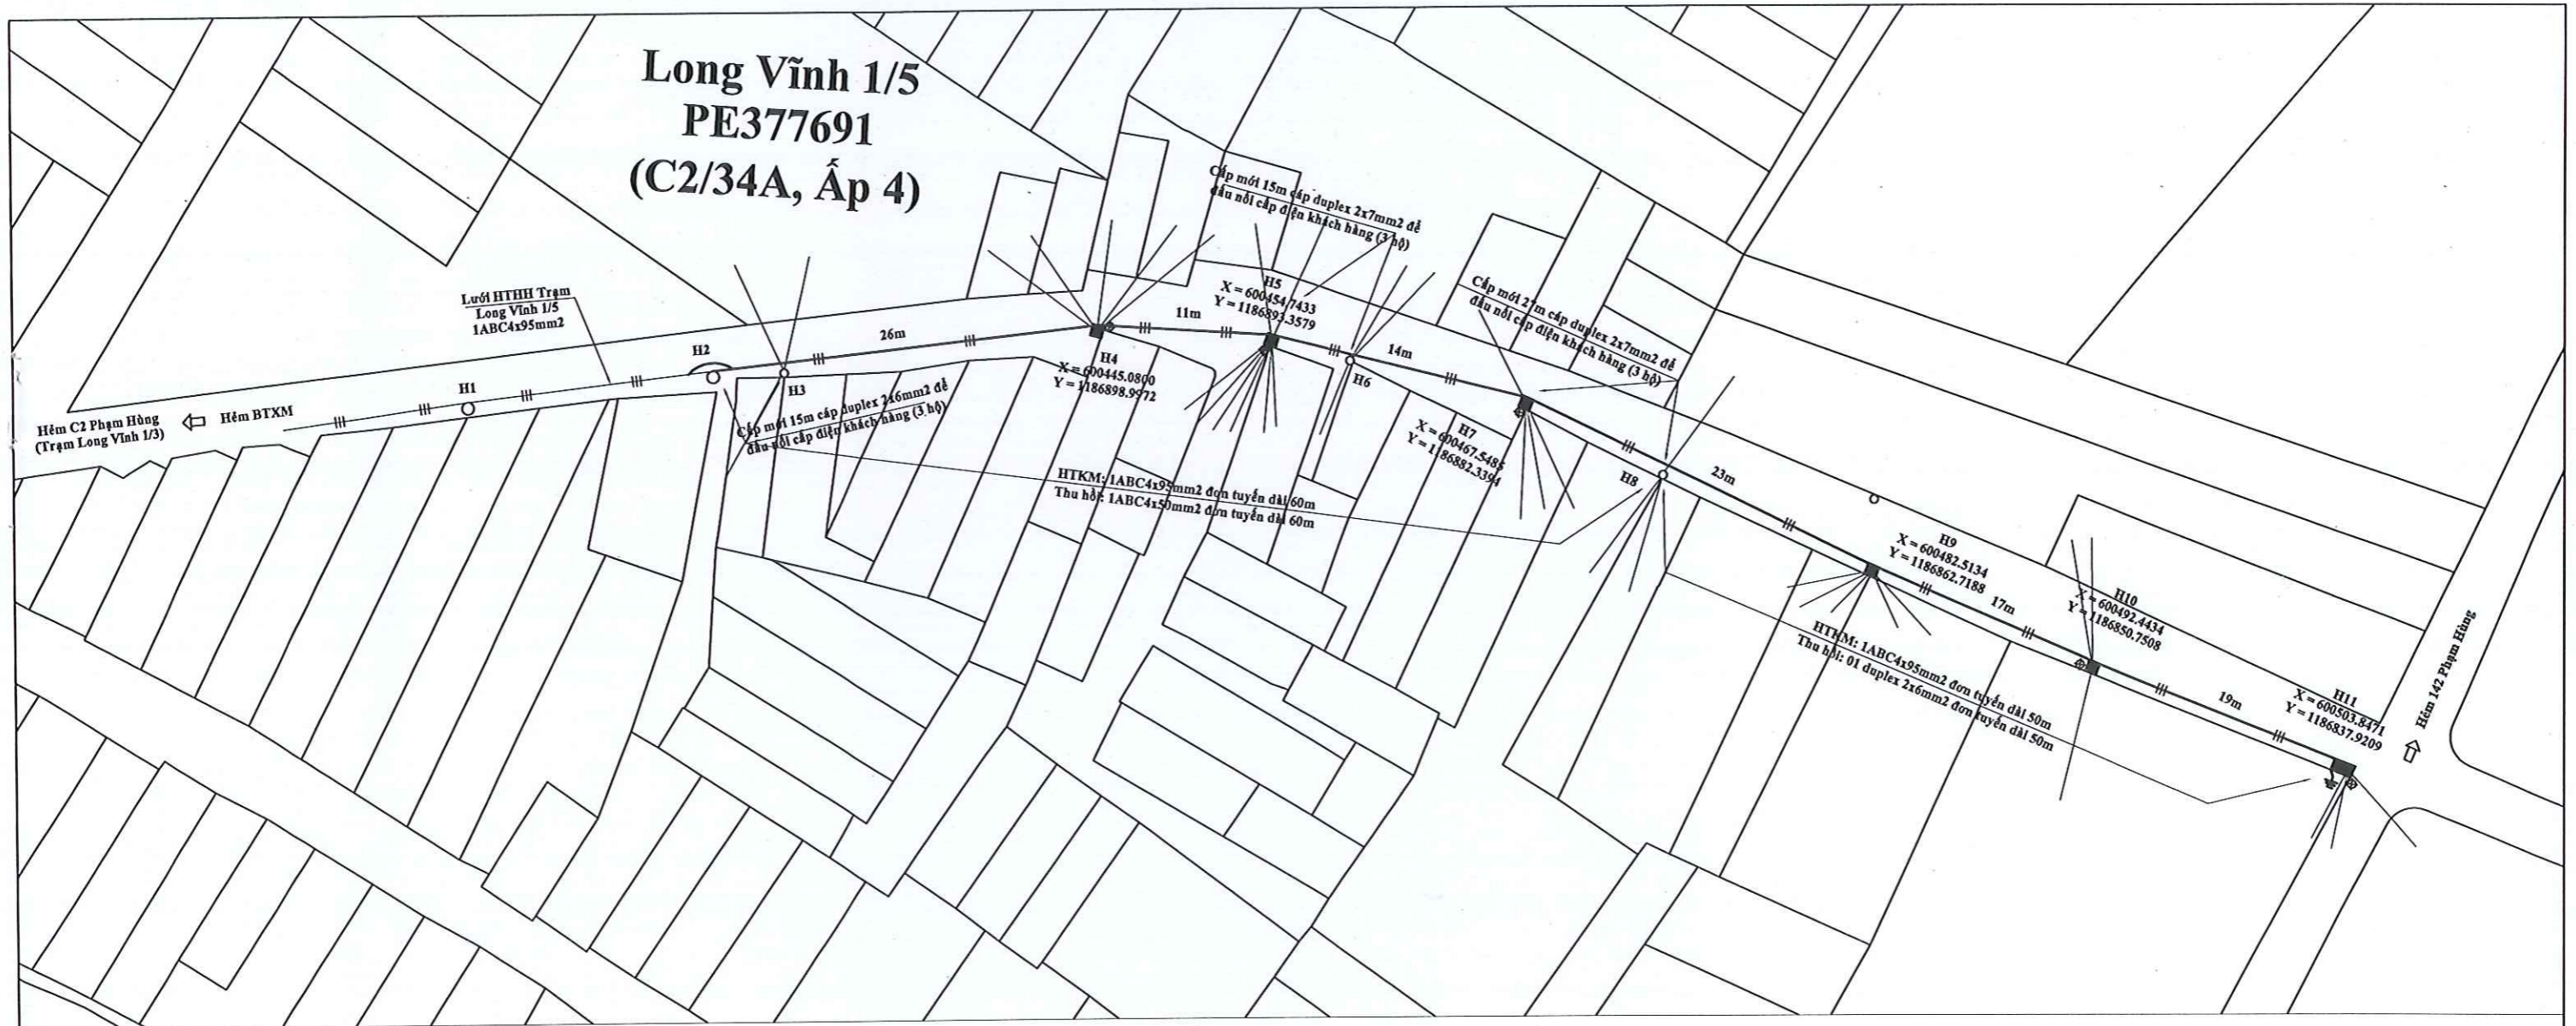 Long Vĩnh 1/5
PE377691
(C2/34A, Ấp 4)
Cấp mới 15m cáp duplex 2x7mm2 để
đấu nối cấp điện khách hàng (3 hộ)
Cấp mới 27m cáp duplex 2x7mm2 để
đấu nối cấp điện khách hàng (3 hộ)
Lưới HTHH Trạm
Long Vĩnh 1/5
1ABC4x95mm2
H5
X = 600454.7433
Y = 1186893.3579
11m
26m
14m
H2
H4
X = 600445.0800
Y = 1186898.9972
H6
H1
H3
Hẻm C2 Phạm Hùng
(Trạm Long Vĩnh 1/3)
Hẻm BTXM
Cấp mới 15m cáp duplex 2x6mm2 để
đấu nối cấp điện khách hàng (3 hộ)
H7
X = 600467.5485
Y = 1186882.3394
HTKM: 1ABC4x95mm2 đơn tuyến dài 60m
Thu hồi: 1ABC4x50mm2 đơn tuyến dài 60m
H8
23m
H9
X = 600482.5134
Y = 1186862.7188
17m
H10
X = 600492.4434
Y = 1186850.7508
HTKM: 1ABC4x95mm2 đơn tuyến dài 50m
Thu hồi: 01 duplex 2x6mm2 đơn tuyến dài 50m
19m
H11
X = 600503.8471
Y = 1186837.9209
Hẻm 142 Phạm Hùng